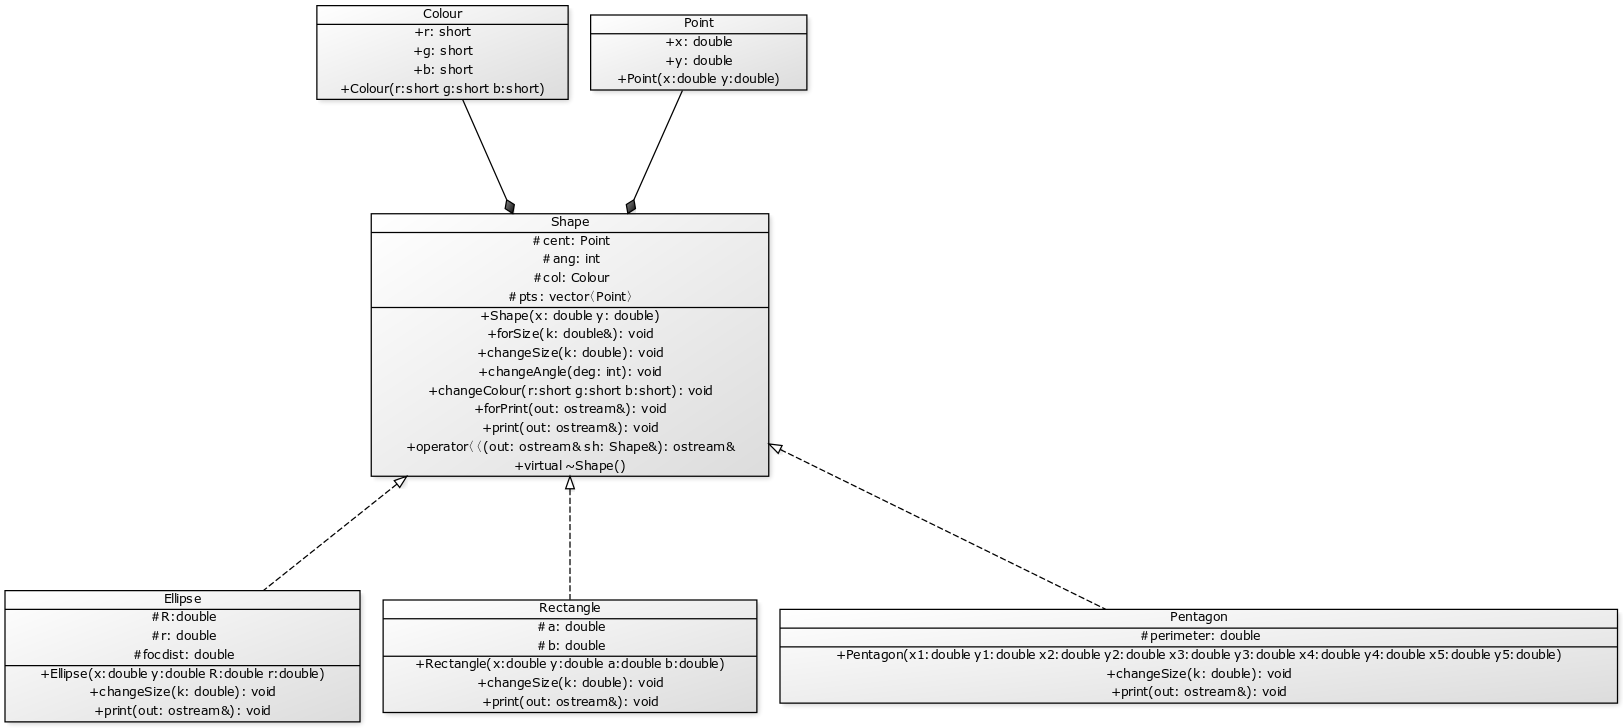 Colour
+r: short
+g: short
+b: short
+Colour(r:short g:short b:short)
Point
+x: double
+y: double
+Point(x:double y:double)
Shape
#cent: Point
#ang: int
#col: Colour
#pts: vector〈Point〉
+Shape(x: double y: double)
+forSize(k: double&): void
+changeSize(k: double): void
+changeAngle(deg: int): void
+changeColour(r:short g:short b:short): void
+forPrint(out: ostream&): void
+print(out: ostream&): void
+operator〈〈(out: ostream& sh: Shape&): ostream&
+virtual ~Shape()
Ellipse
#R:double
#r: double
#focdist: double
+Ellipse(x:double y:double R:double r:double)
+changeSize(k: double): void
+print(out: ostream&): void
Rectangle
#a: double
#b: double
+Rectangle(x:double y:double a:double b:double)
+changeSize(k: double): void
+print(out: ostream&): void
Pentagon
#perimeter: double
+Pentagon(x1:double y1:double x2:double y2:double x3:double y3:double x4:double y4:double x5:double y5:double)
+changeSize(k: double): void
+print(out: ostream&): void